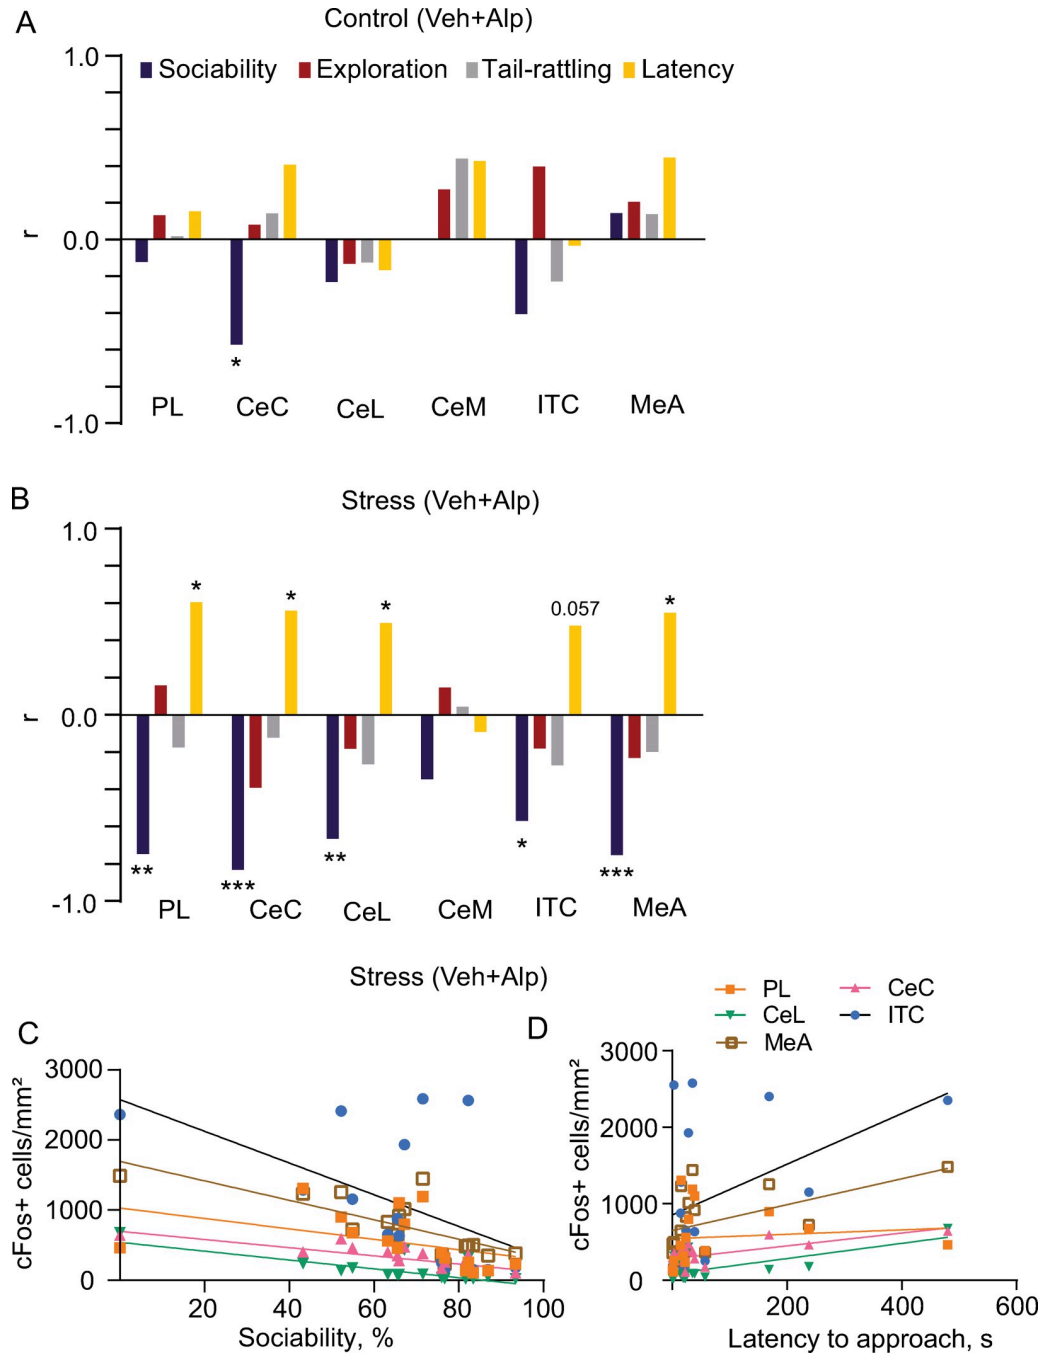 A
Control (Veh+Alp)
1.0
Sociability Exploration Tail-rattling Latency
r
0.0
*
PL CeC CeL CeM ITC MeA
-1.0
B
Stress (Veh+Alp)
1.0
* * * 0.057 *
r
0.0
** *** ** * ***
-1.0
PL CeC CeL CeM ITC MeA
Stress (Veh+Alp)
C
cFos+ cells/mm²
3000
2000
1000
0
20 40 60 80 100
Sociability, %
D
PL CeC
CeL ITC
MeA
cFos+ cells/mm²
3000
2000
1000
0
200 400 600
Latency to approach, s